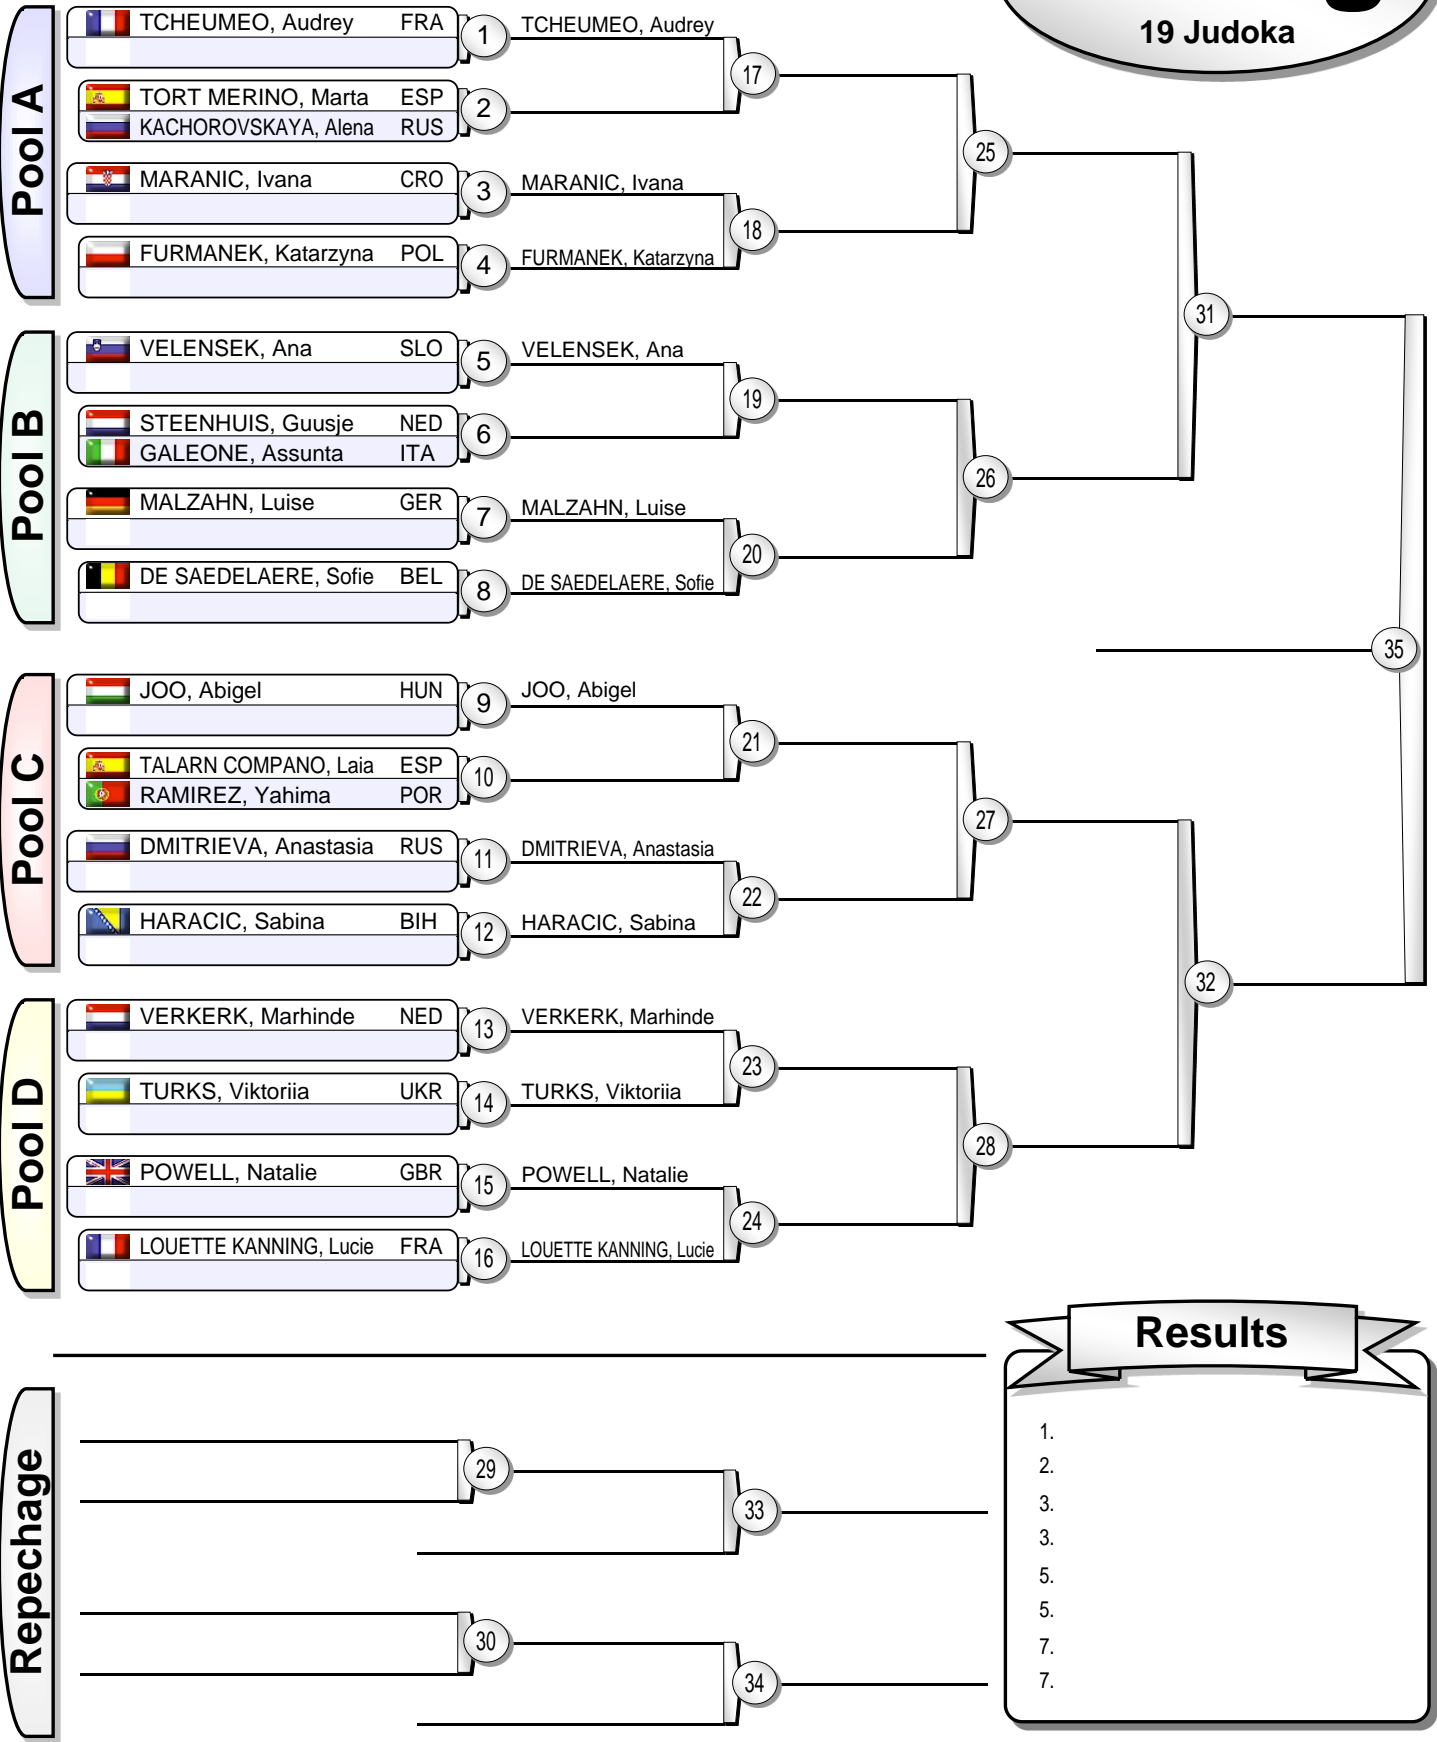 19 Judoka
Pool A
TCHEUMEO, Audrey FRA 1 TCHEUMEO, Audrey
17
TORT MERINO, Marta ESP 2
KACHOROVSKAYA, Alena RUS
25
MARANIC, Ivana CRO 3 MARANIC, Ivana
18
FURMANEK, Katarzyna POL 4 FURMANEK, Katarzyna
31
Pool B
VELENSEK, Ana SLO 5 VELENSEK, Ana
19
STEENHUIS, Guusje NED 6
GALEONE, Assunta ITA
26
MALZAHN, Luise GER 7 MALZAHN, Luise
20
DE SAEDELAERE, Sofie BEL 8 DE SAEDELAERE, Sofie
35
Pool C
JOO, Abigel HUN 9 JOO, Abigel
21
TALARN COMPANO, Laia ESP 10
RAMIREZ, Yahima POR
27
DMITRIEVA, Anastasia RUS 11 DMITRIEVA, Anastasia
22
HARACIC, Sabina BIH 12 HARACIC, Sabina
32
Pool D
VERKERK, Marhinde NED 13 VERKERK, Marhinde
23
TURKS, Viktoriia UKR 14 TURKS, Viktoriia
28
POWELL, Natalie GBR 15 POWELL, Natalie
24
LOUETTE KANNING, Lucie FRA 16 LOUETTE KANNING, Lucie
Repechage
29
33
30
34
Results
1.
2.
3.
3.
5.
5.
7.
7.